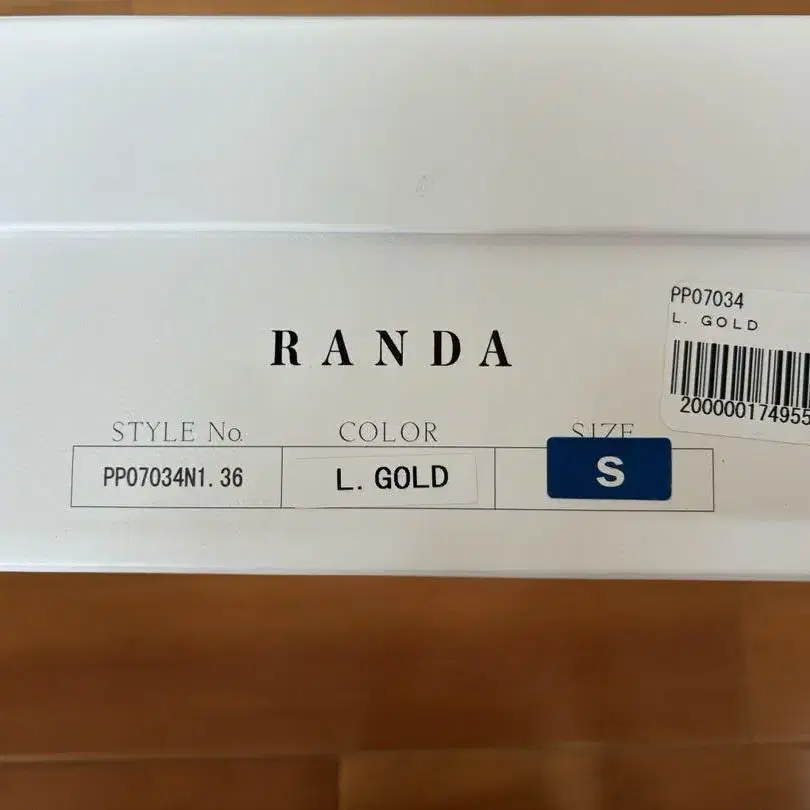 RANDA
STYLE No. COLOR SIZE
PP07034N1.36 L. GOLD S
PP07034
L. GOLD
200000174955